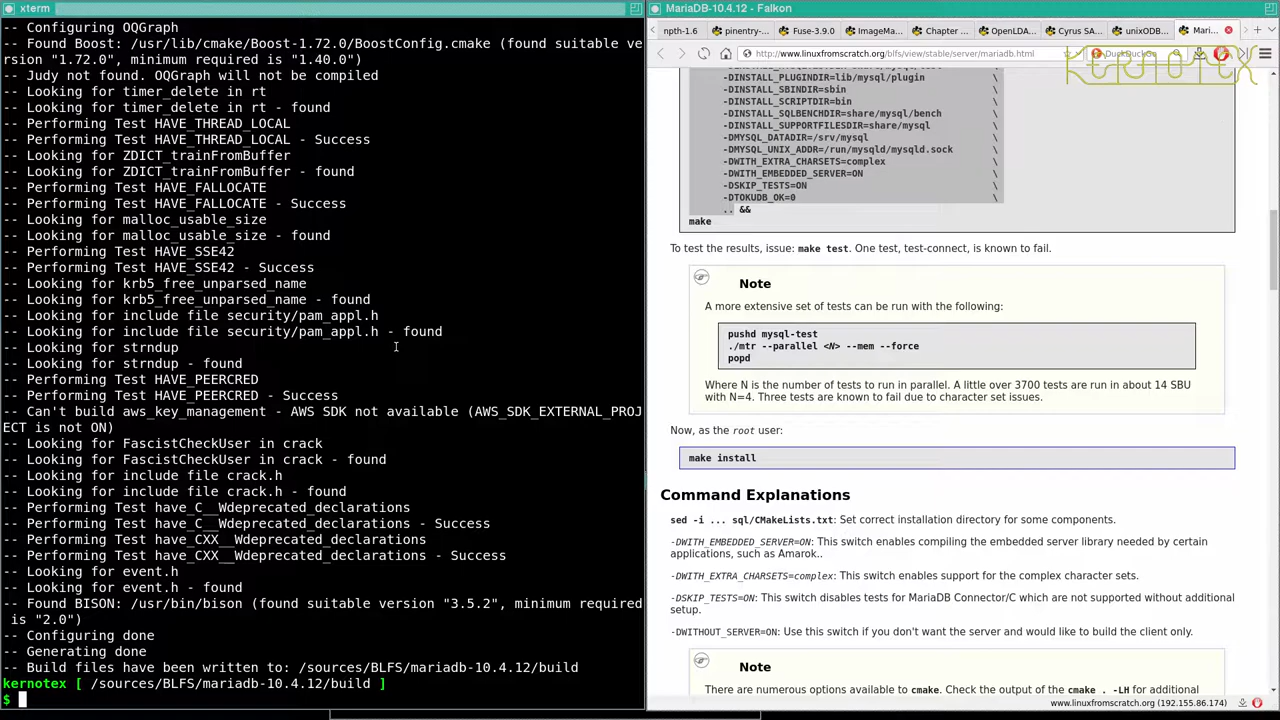 xterm
-- Configuring OQGraph
-- Found Boost: /usr/lib/cmake/Boost-1.72.0/BoostConfig.cmake (found suitable ve
rsion "1.72.0", minimum required is "1.40.0")
-- Judy not found. OQGraph will not be compiled
-- Looking for timer_delete in rt
-- Looking for timer_delete in rt - found
-- Performing Test HAVE_THREAD_LOCAL
-- Performing Test HAVE_THREAD_LOCAL - Success
-- Looking for ZDICT_trainFromBuffer
-- Looking for ZDICT_trainFromBuffer - found
-- Performing Test HAVE_FALLOCATE
-- Performing Test HAVE_FALLOCATE - Success
-- Looking for malloc_usable_size
-- Looking for malloc_usable_size - found
-- Performing Test HAVE_SSE42
-- Performing Test HAVE_SSE42 - Success
-- Looking for krb5_free_unparsed_name
-- Looking for krb5_free_unparsed_name - found
-- Looking for include file security/pam_appl.h
-- Looking for include file security/pam_appl.h - found
-- Looking for strndup
-- Looking for strndup - found
-- Performing Test HAVE_PEERCRED
-- Performing Test HAVE_PEERCRED - Success
-- Can't build aws_key_management - AWS SDK not available (AWS_SDK_EXTERNAL_PROJ
ECT is not ON)
-- Looking for FascistCheckUser in crack
-- Looking for FascistCheckUser in crack - found
-- Looking for include file crack.h
-- Looking for include file crack.h - found
-- Performing Test have_C__Wdeprecated_declarations
-- Performing Test have_C__Wdeprecated_declarations - Success
-- Performing Test have_CXX__Wdeprecated_declarations
-- Performing Test have_CXX__Wdeprecated_declarations - Success
-- Looking for event.h
-- Looking for event.h - found
-- Found BISON: /usr/bin/bison (found suitable version "3.5.2", minimum required
 is "2.0")
-- Configuring done
-- Generating done
-- Build files have been written to: /sources/BLFS/mariadb-10.4.12/build
kernotex [ /sources/BLFS/mariadb-10.4.12/build ]
$
MariaDB-10.4.12 - Falkon
npth-1.6 pinentry-... Fuse-3.9.0 ImageMa... Chapter ... OpenLDA... Cyrus SA... unixODB... Mari...
http://www.linuxfromscratch.org/blfs/view/stable/server/mariadb.html DuckDuckGo
KERNOTEX
-DINSTALL_PLUGINDIR=lib/mysql/plugin \
-DINSTALL_SBINDIR=sbin \
-DINSTALL_SCRIPTDIR=bin \
-DINSTALL_SQLBENCHDIR=share/mysql/bench \
-DINSTALL_SUPPORTFILESDIR=share/mysql \
-DMYSQL_DATADIR=/srv/mysql \
-DMYSQL_UNIX_ADDR=/run/mysqld/mysqld.sock \
-DWITH_EXTRA_CHARSETS=complex \
-DWITH_EMBEDDED_SERVER=ON \
-DSKIP_TESTS=ON \
-DTOKUDB_OK=0 \
.. &&
make
To test the results, issue: make test. One test, test-connect, is known to fail.
Note
A more extensive set of tests can be run with the following:
pushd mysql-test
./mtr --parallel <N> --mem --force
popd
Where N is the number of tests to run in parallel. A little over 3700 tests are run in about 14 SBU
with N=4. Three tests are known to fail due to character set issues.
Now, as the root user:
make install
Command Explanations
sed -i ... sql/CMakeLists.txt: Set correct installation directory for some components.
-DWITH_EMBEDDED_SERVER=ON: This switch enables compiling the embedded server library needed by certain
applications, such as Amarok..
-DWITH_EXTRA_CHARSETS=complex: This switch enables support for the complex character sets.
-DSKIP_TESTS=ON: This switch disables tests for MariaDB Connector/C which are not supported without additional
setup.
-DWITHOUT_SERVER=ON: Use this switch if you don't want the server and would like to build the client only.
Note
There are numerous options available to cmake. Check the output of the cmake . -LH for additional
www.linuxfromscratch.org (192.155.86.174)